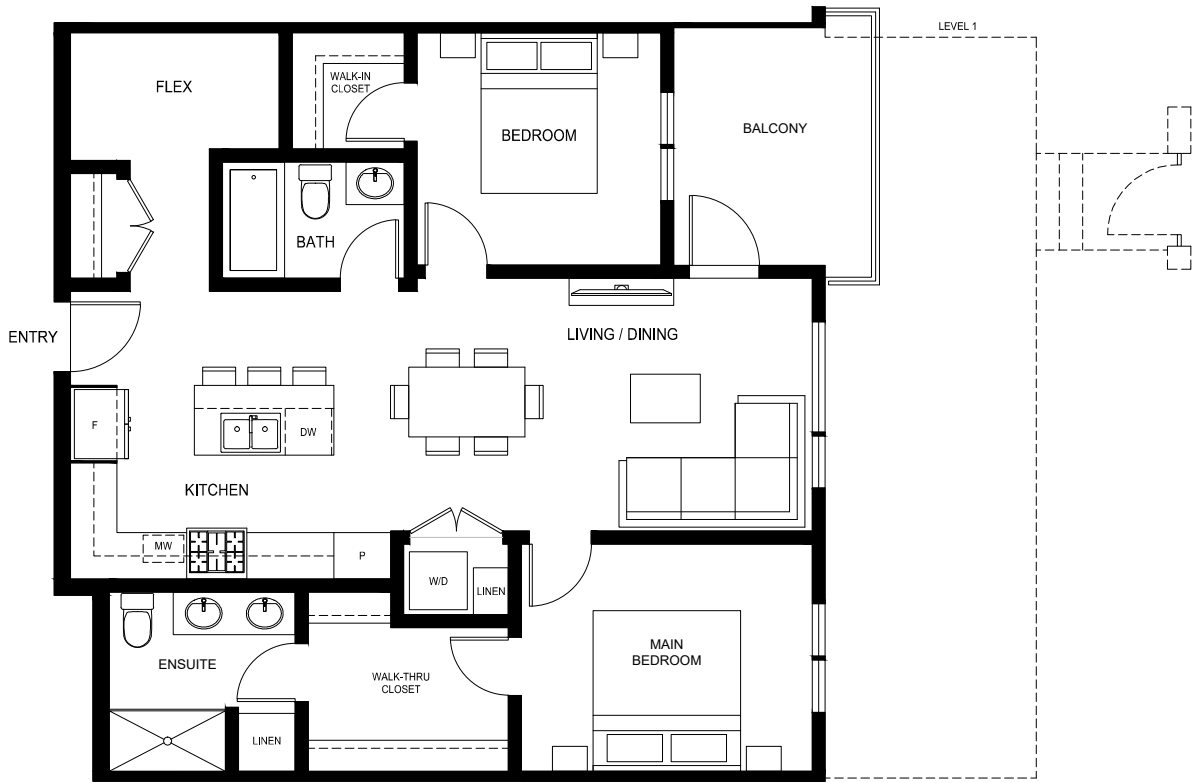 LEVEL 1
FLEX
WALK-IN
CLOSET
BEDROOM
BALCONY
BATH
ENTRY
LIVING / DINING
F
DW
KITCHEN
MW
P
W/D
LINEN
ENSUITE
WALK-THRU
CLOSET
MAIN
BEDROOM
LINEN